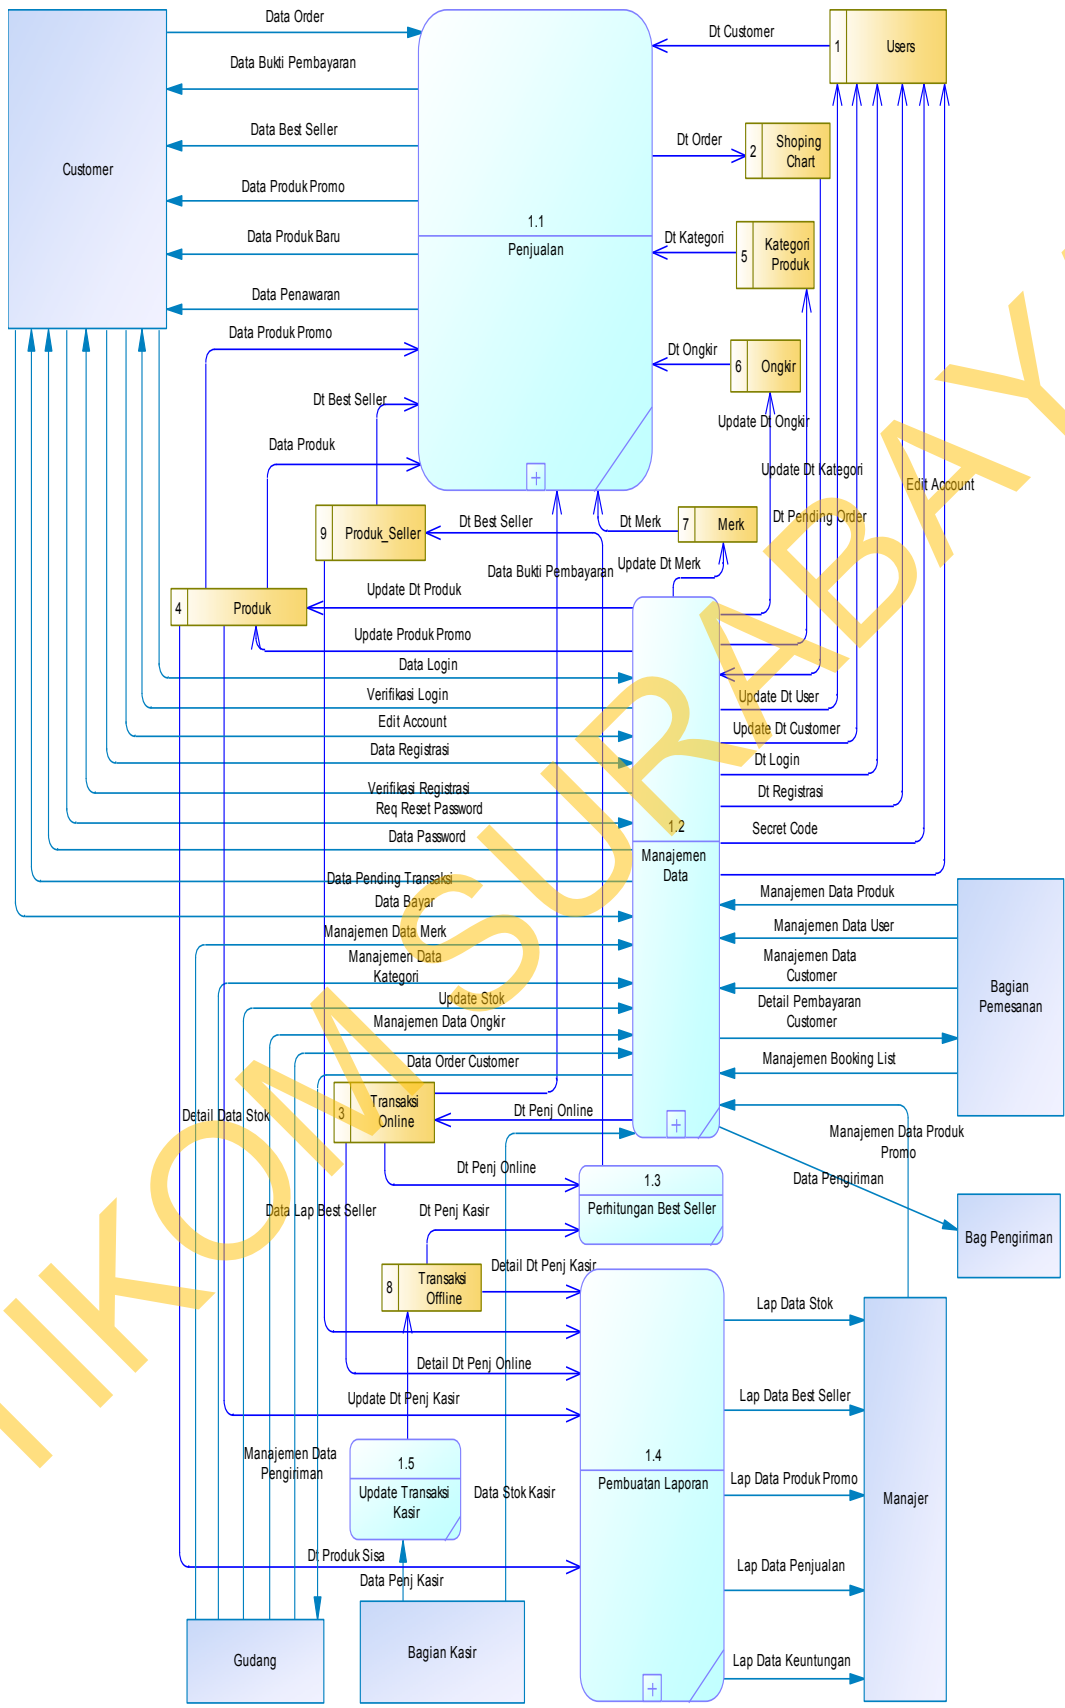 Data Order
Dt Customer
1
Users
Data Bukti Pembayaran
Data Best Seller
Dt Order
2
Shoping
Chart
Customer
Data Produk Promo
1.1
Penjualan
Data Produk Baru
Dt Kategori
5
Kategori
Produk
Data Penawaran
Data Produk Promo
Dt Ongkir
6
Ongkir
Dt Best Seller
Update Dt Ongkir
Data Produk
Update Dt Kategori
Edit Account
9
Produk_Seller
Dt Best Seller
Dt Merk
7
Merk
Dt Pending Order
Data Bukti Pembayaran
Update Dt Merk
4
Produk
Update Dt Produk
Update Produk Promo
Data Login
Verifikasi Login
Update Dt User
Edit Account
Update Dt Customer
Data Registrasi
Dt Login
Verifikasi Registrasi
Dt Registrasi
Req Reset Password
1.2
Manajemen
Data
Secret Code
Data Password
Data Pending Transaksi
Data Bayar
Manajemen Data Produk
Manajemen Data Merk
Manajemen Data User
Manajemen Data
Kategori
Manajemen Data
Customer
Bagian
Pemesanan
Update Stok
Detail Pembayaran
Customer
Manajemen Data Ongkir
Data Order Customer
Manajemen Booking List
Detail Data Stok
3
Transaksi
Online
Dt Penj Online
Manajemen Data Produk
Promo
Dt Penj Online
1.3
Perhitungan Best Seller
Data Pengiriman
Data Lap Best Seller
Dt Penj Kasir
Bag Pengiriman
Detail Dt Penj Kasir
8
Transaksi
Offline
Lap Data Stok
Detail Dt Penj Online
Update Dt Penj Kasir
Lap Data Best Seller
Manajemen Data
Pengiriman
1.5
Update Transaksi
Kasir
Data Stok Kasir
1.4
Pembuatan Laporan
Lap Data Produk Promo
Manajer
Dt Produk Sisa
Data Penj Kasir
Lap Data Penjualan
Gudang
Bagian Kasir
Lap Data Keuntungan
IKOM SURABAY